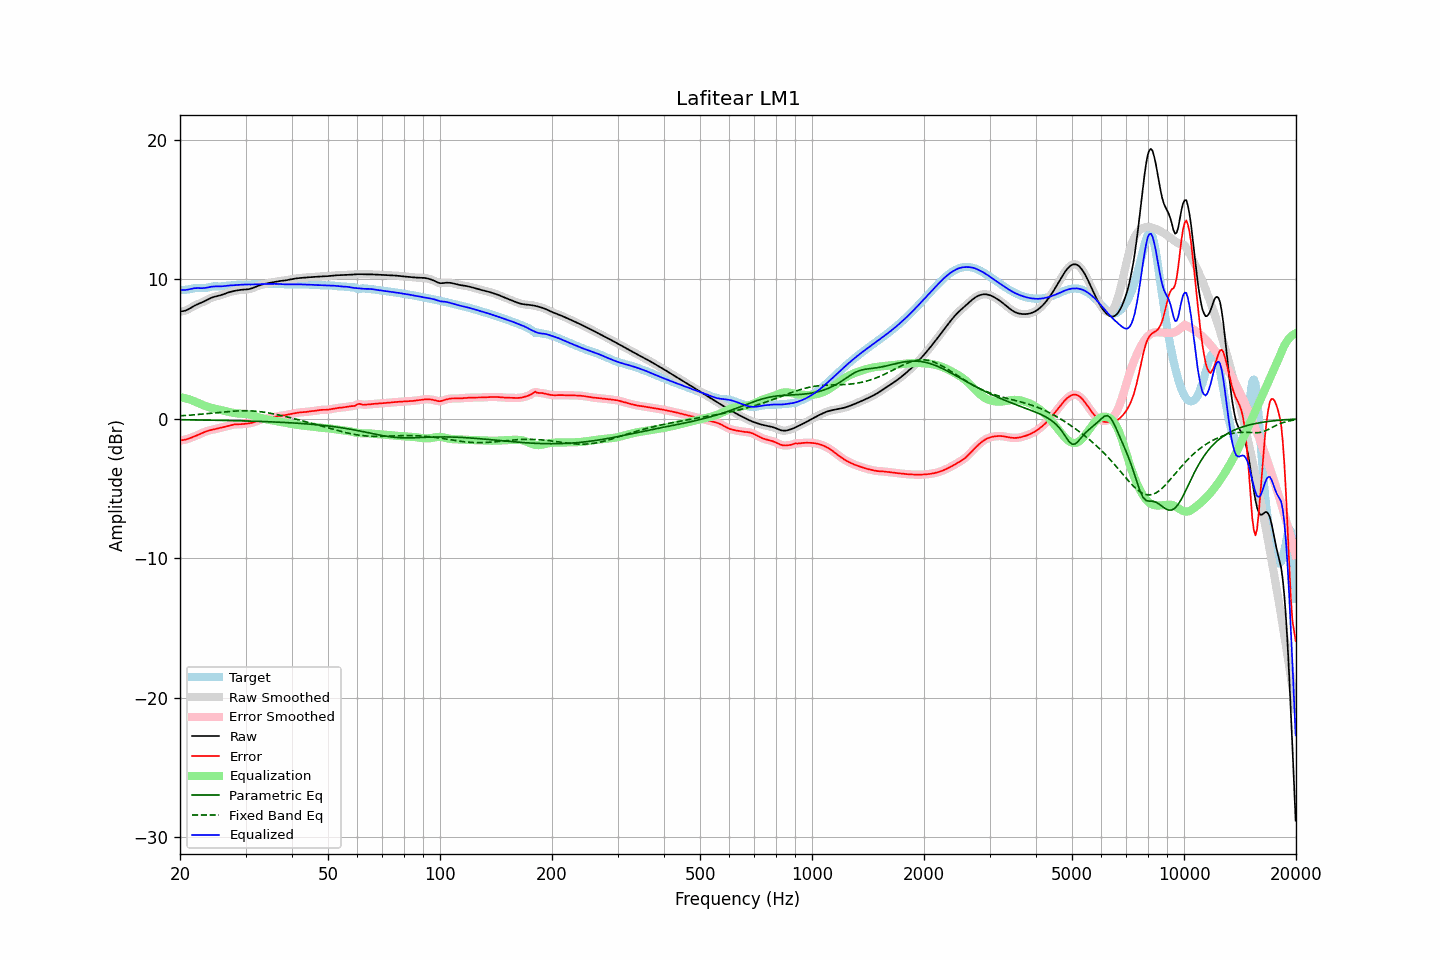 Lafitear LM1
Amplitude (dBr)
20
10
0
−10
−20
−30
Target
Raw Smoothed
Error Smoothed
Raw
Error
Equalization
Parametric Eq
Fixed Band Eq
Equalized
20 50 100 200 500 1000 2000 5000 10000 20000
Frequency (Hz)